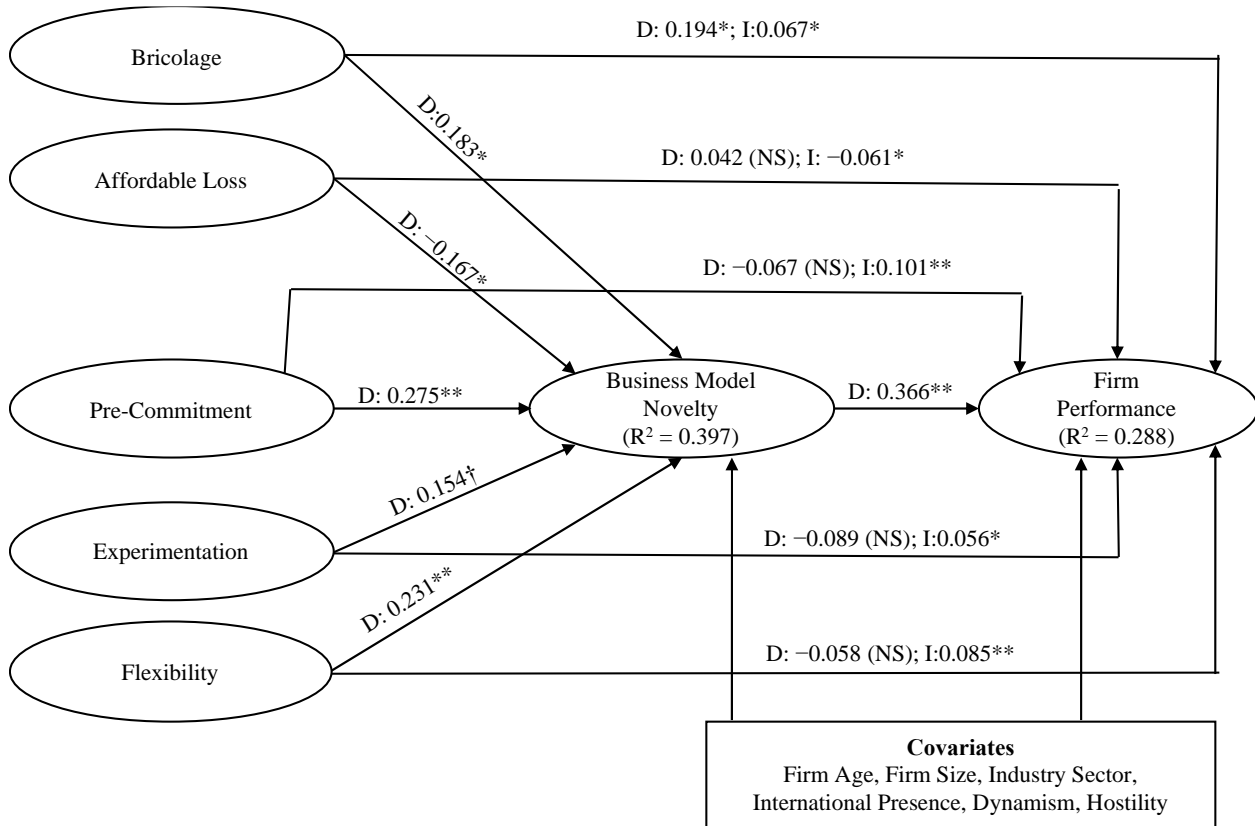 Bricolage
D: 0.194*; I:0.067*
D:0.183*
Affordable Loss
D: 0.042 (NS); I: −0.061*
D: −0.167*
D: −0.067 (NS); I:0.101**
Pre-Commitment
D: 0.275**
Business Model
Novelty
(R² = 0.397)
D: 0.366**
Firm
Performance
(R² = 0.288)
D: 0.154†
Experimentation
D: −0.089 (NS); I:0.056*
D: 0.231**
Flexibility
D: −0.058 (NS); I:0.085**
Covariates
Firm Age, Firm Size, Industry Sector,
International Presence, Dynamism, Hostility